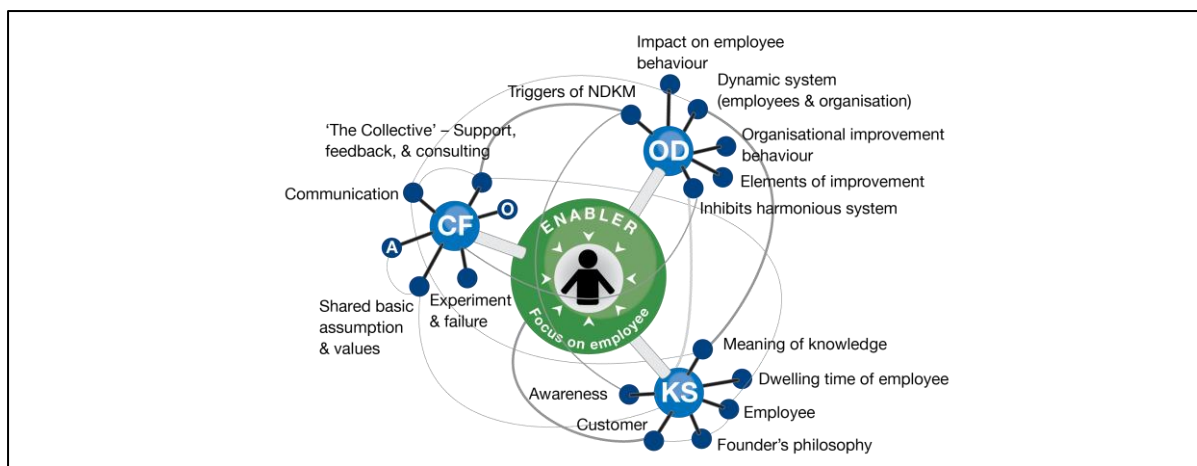 Impact on employee
behaviour
Triggers of NDKM
Dynamic system
(employees & organisation)
OD
Organisational improvement
behaviour
Elements of improvement
Inhibits harmonious system
‘The Collective’ – Support,
feedback, & consulting
Communication
CF
O
A
Shared basic
assumption
& values
Experiment
& failure
ENABLER
Focus on employee
KS
Meaning of knowledge
Dwelling time of employee
Employee
Founder’s philosophy
Customer
Awareness